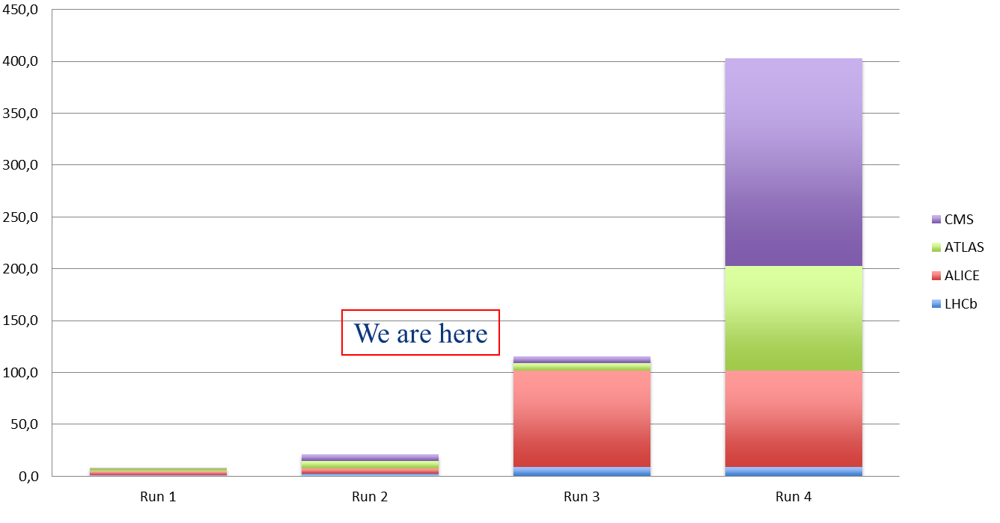 450,0
400,0
350,0
300,0
250,0
200,0
150,0
100,0
50,0
0,0
We are here
Run 1
Run 2
Run 3
Run 4
CMS
ATLAS
ALICE
LHCb